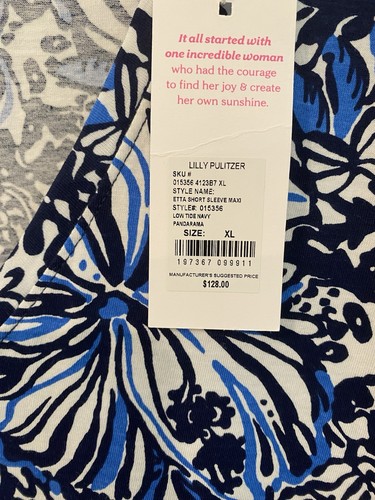 It all started with
one incredible woman
who had the courage
to find her joy & create
her own sunshine.
LILLY PULITZER
SKU #
015356 4123B7 XL
STYLE NAME:
ETTA SHORT SLEEVE MAXI
STYLE#: 015356
LOW TIDE NAVY
PANDARAMA
SIZE: XL
197367 099911
MANUFACTURER'S SUGGESTED PRICE
$128.00